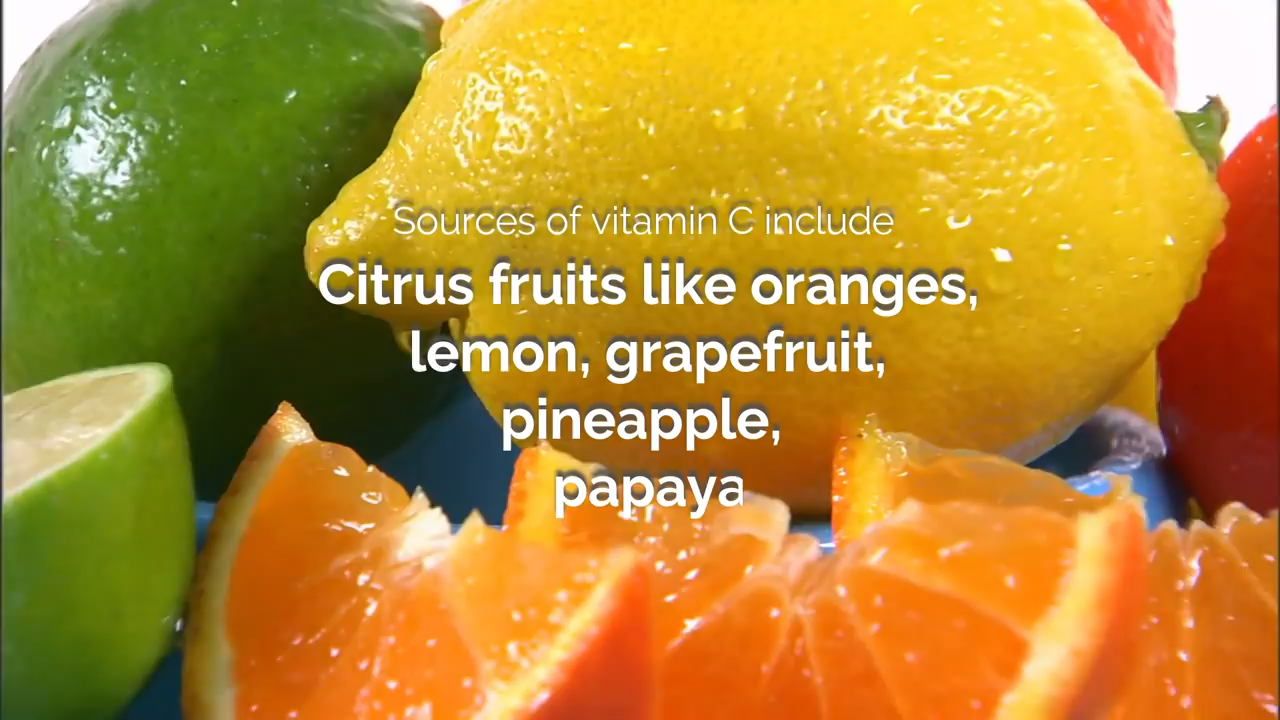 Sources of vitamin C include
Citrus fruits like oranges,
lemon, grapefruit,
pineapple,
papaya